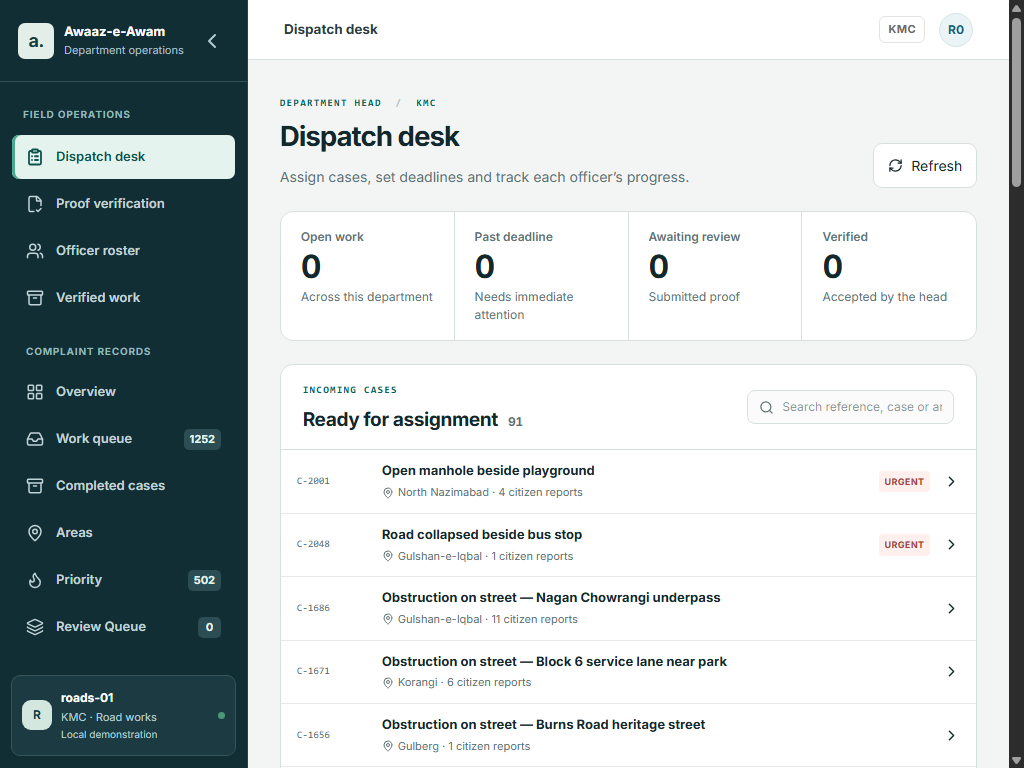 a.
Awaaz-e-Awam
Department operations
FIELD OPERATIONS
Dispatch desk
Proof verification
Officer roster
Verified work
COMPLAINT RECORDS
Overview
Work queue 1252
Completed cases
Areas
Priority 502
Review Queue 0
R
roads-01
KMC · Road works
Local demonstration
Dispatch desk
KMC
RO
DEPARTMENT HEAD / KMC
Dispatch desk
Assign cases, set deadlines and track each officer’s progress.
Refresh
Open work
0
Across this department
Past deadline
0
Needs immediate
attention
Awaiting review
0
Submitted proof
Verified
0
Accepted by the head
INCOMING CASES
Ready for assignment 91
Search reference, case or ar
C-2001
Open manhole beside playground
North Nazimabad · 4 citizen reports
URGENT
C-2048
Road collapsed beside bus stop
Gulshan-e-Iqbal · 1 citizen reports
URGENT
C-1686
Obstruction on street — Nagan Chowrangi underpass
Gulshan-e-Iqbal · 11 citizen reports
C-1671
Obstruction on street — Block 6 service lane near park
Korangi · 6 citizen reports
C-1656
Obstruction on street — Burns Road heritage street
Gulberg · 1 citizen reports